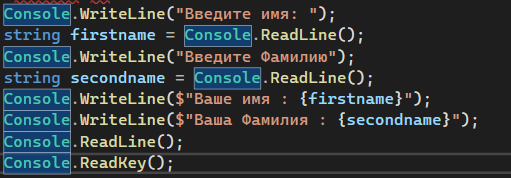 Console.WriteLine("Введите имя: ");
string firstname = Console.ReadLine();
Console.WriteLine("Введите Фамилию");
string secondname = Console.ReadLine();
Console.WriteLine($"Ваше имя : {firstname}");
Console.WriteLine($"Ваша Фамилия : {secondname}");
Console.ReadLine();
Console.ReadKey();